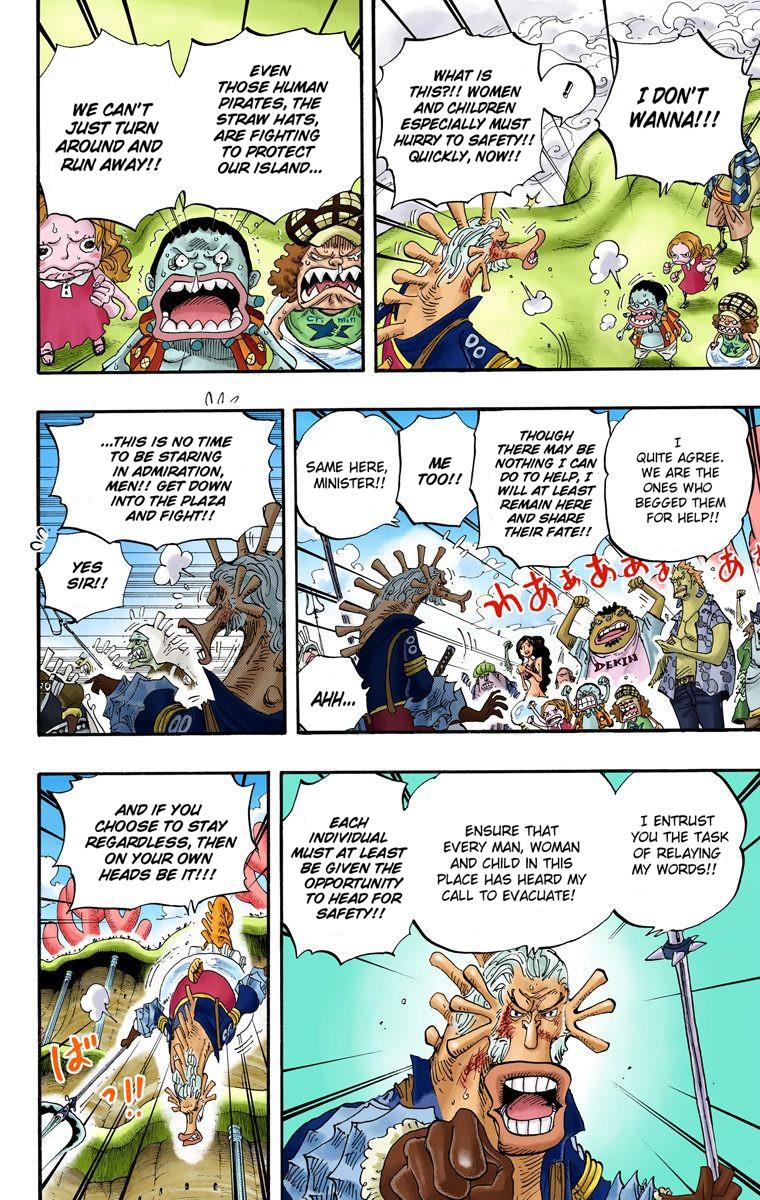 I DON'T
WANNA!!!
!
WHAT IS
THIS?!! WOMEN
AND CHILDREN
ESPECIALLY MUST
HURRY TO SAFETY!!
QUICKLY, NOW!!
EVEN
THOSE HUMAN
PIRATES, THE
STRAW HATS,
ARE FIGHTING
TO PROTECT
OUR ISLAND...
WE CAN'T
JUST TURN
AROUND AND
RUN AWAY!!
Crimin
I
QUITE AGREE.
WE ARE THE
ONES WHO
BEGGED THEM
FOR HELP!!
THOUGH
THERE MAY BE
NOTHING I CAN
DO TO HELP, I
WILL AT LEAST
REMAIN HERE
AND SHARE
THEIR FATE!!
ME
TOO!!
SAME HERE,
MINISTER!!
わあぁあぁあ
DEKIN
AHH...
...THIS IS NO TIME
TO BE STARING
IN ADMIRATION,
MEN!! GET DOWN
INTO THE PLAZA
AND FIGHT!!
YES
SIR!!
I ENTRUST
YOU THE TASK
OF RELAYING
MY WORDS!!
ENSURE THAT
EVERY MAN, WOMAN
AND CHILD IN THIS
PLACE HAS HEARD MY
CALL TO EVACUATE!
EACH
INDIVIDUAL
MUST AT LEAST
BE GIVEN THE
OPPORTUNITY
TO HEAD FOR
SAFETY!!
AND IF YOU
CHOOSE TO STAY
REGARDLESS, THEN
ON YOUR OWN
HEADS BE IT!!!
ばっ!!